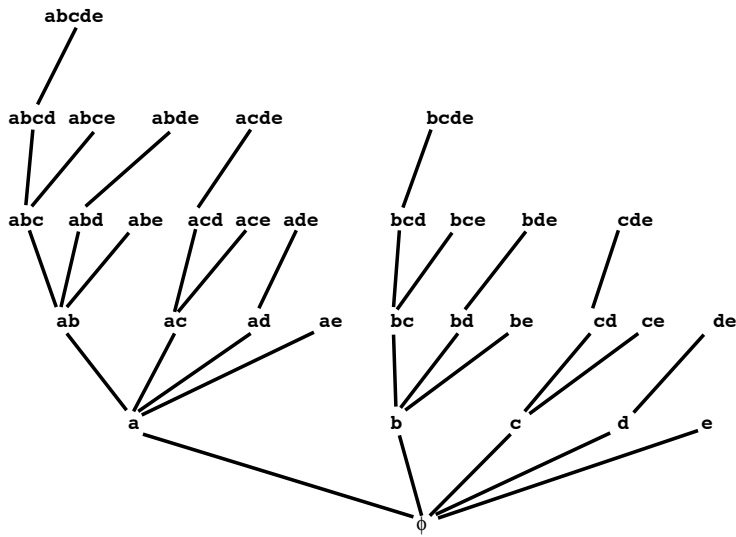 abcde
abcd abce abde acde bcde
abc abd abe acd ace ade bcd bce bde cde
ab ac ad ae bc bd be cd ce de
a b c d e
ϕ